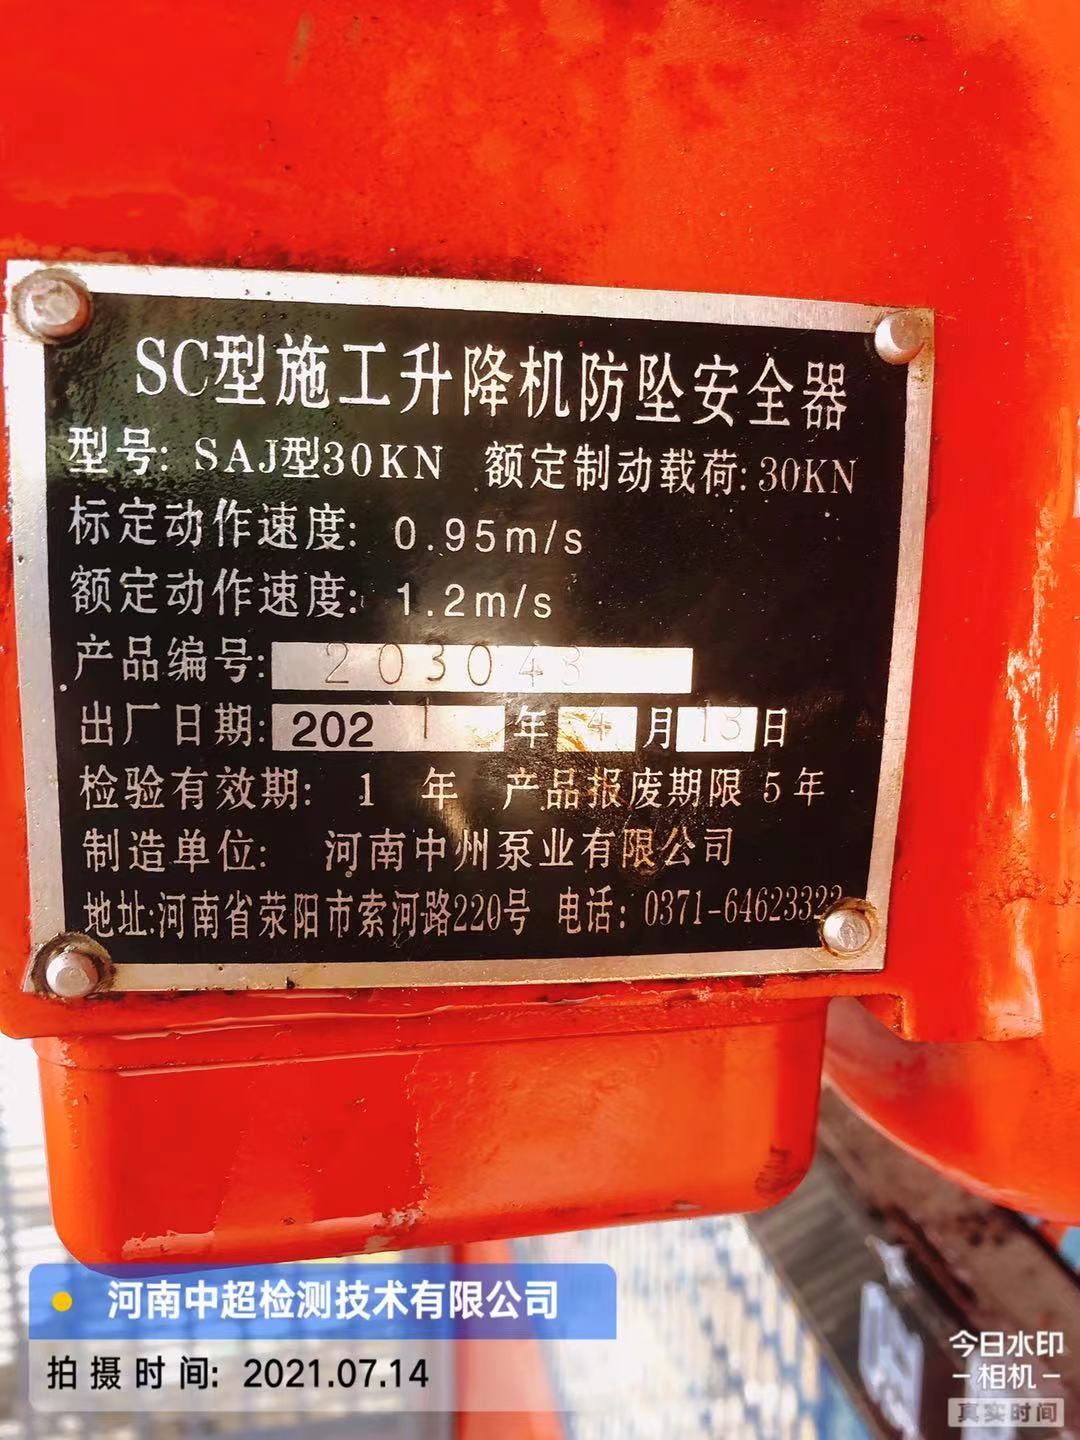 SC型施工升降机防坠安全器
型号: SAJ型30KN 额定制动载荷: 30KN
标定动作速度: 0.95m/s
额定动作速度: 1.2m/s
产品编号: 203043
出厂日期: 2021年4月13日
检验有效期: 1 年 产品报废期限 5 年
制造单位: 河南中州泵业有限公司
地址:河南省荥阳市索河路220号 电话: 0371-64623322
河南中超检测技术有限公司
拍摄时间: 2021.07.14
今日水印
相机
真实时间